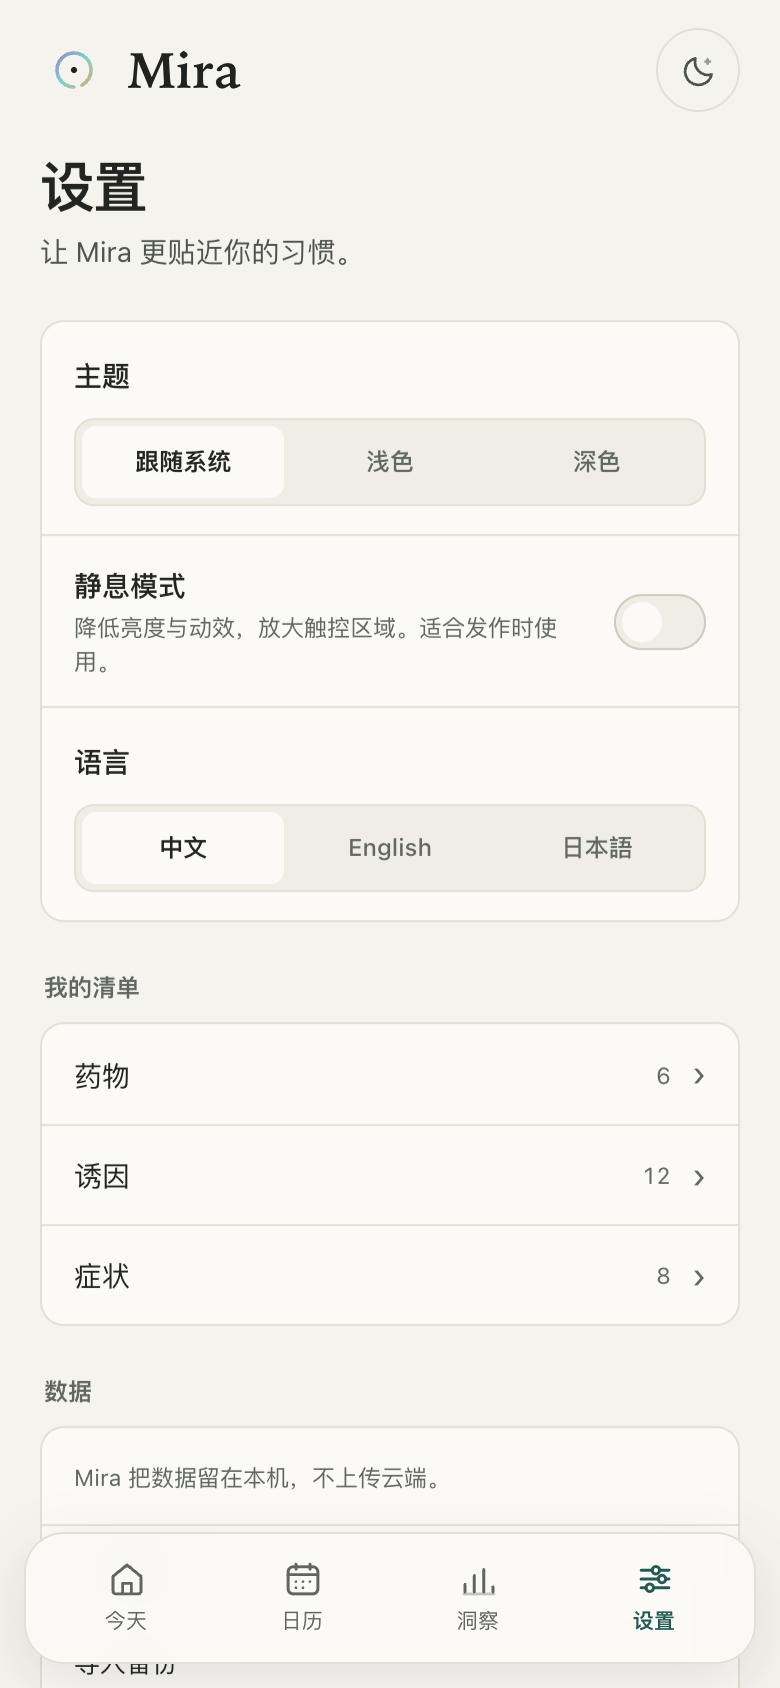 Mira
设置
让 Mira 更贴近你的习惯。
主题
跟随系统
浅色
深色
静息模式
降低亮度与动效，放大触控区域。适合发作时使
用。
语言
中文
English
日本語
我的清单
药物
6
诱因
12
症状
8
数据
Mira 把数据留在本机，不上传云端。
今天
日历
洞察
设置